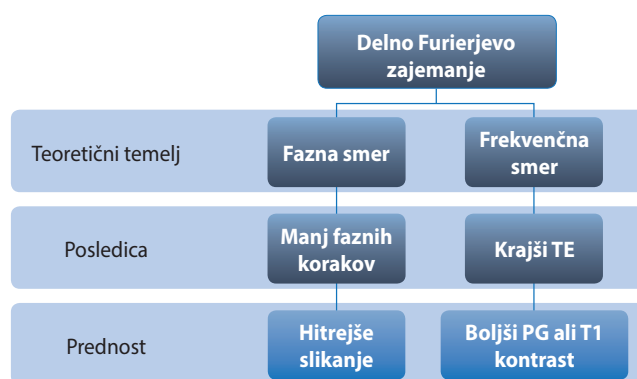 Delno Furierjevo
zajemanje
Teoretični temelj
Fazna smer
Frekvenčna
smer
Posledica
Manj faznih
korakov
Krajši TE
Prednost
Hitrejše
slikanje
Boljši PG ali T1
kontrast